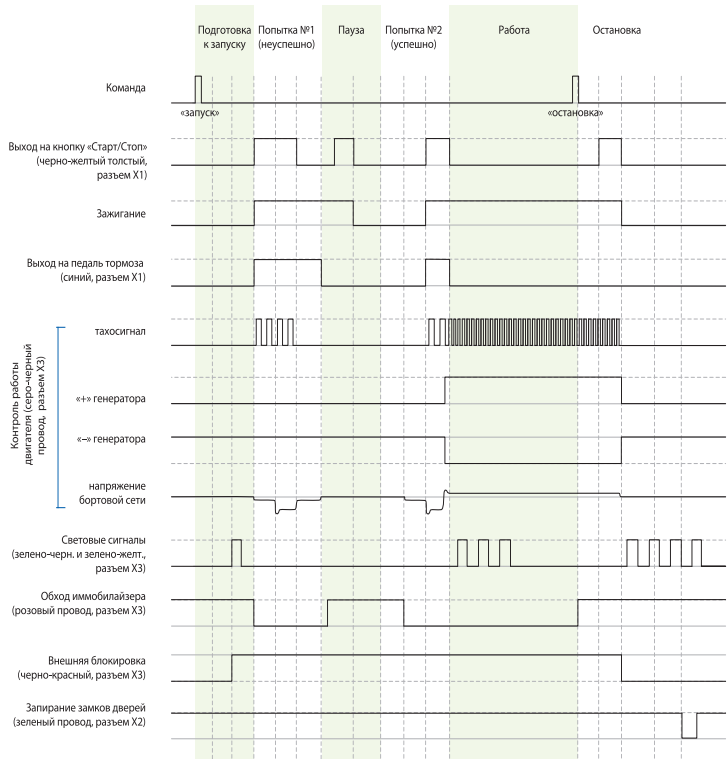 Подготовка
к запуску
Попытка №1
(неуспешно)
Пауза
Попытка №2
(успешно)
Работа
Остановка
Команда
«запуск»
«остановка»
Выход на кнопку «Старт/Стоп»
(черно-желтый толстый,
разъем X1)
Зажигание
Выход на педаль тормоза
(синий, разъем X1)
Контроль работы
двигателя (серо-черный
провод, разъем X3)
тахосигнал
«+» генератора
«–» генератора
напряжение
бортовой сети
Световые сигналы
(зелено-черн. и зелено-желт.,
разъем X3)
Обход иммобилайзера
(розовый провод, разъем X3)
Внешняя блокировка
(черно-красный, разъем X3)
Запирание замков дверей
(зеленый провод, разъем X2)